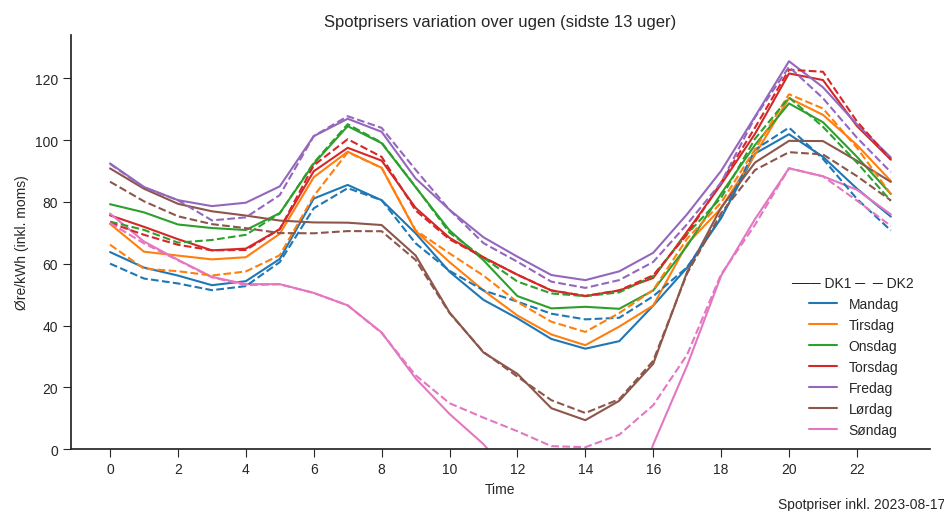 Spotprisers variation over ugen (sidste 13 uger)
Øre/kWh (inkl. moms)
120
100
80
60
40
20
0
0 2 4 6 8 10 12 14 16 18 20 22
Time
DK1 DK2
Mandag
Tirsdag
Onsdag
Torsdag
Fredag
Lørdag
Søndag
Spotpriser inkl. 2023-08-17